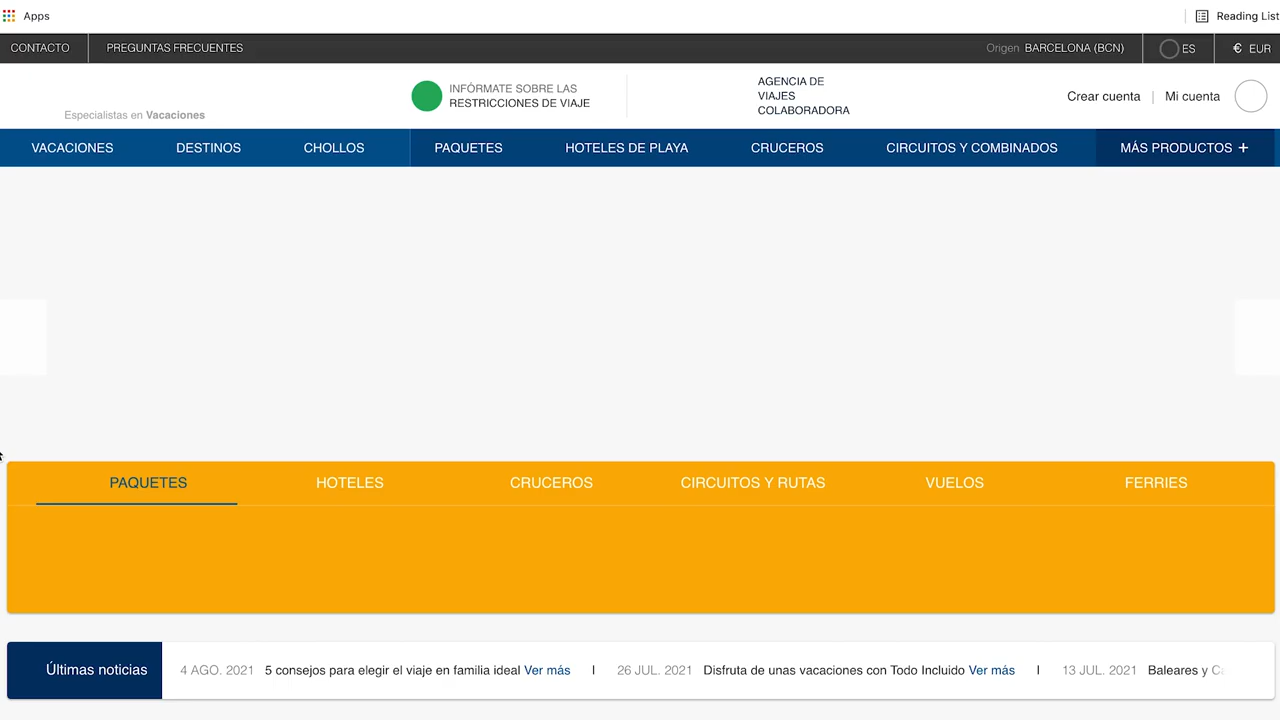 Apps
Reading List
CONTACTO
PREGUNTAS FRECUENTES
Origen BARCELONA (BCN)
ES
€ EUR
Especialistas en Vacaciones
INFÓRMATE SOBRE LAS
RESTRICCIONES DE VIAJE
AGENCIA DE
VIAJES
COLABORADORA
Crear cuenta | Mi cuenta
VACACIONES
DESTINOS
CHOLLOS
PAQUETES
HOTELES DE PLAYA
CRUCEROS
CIRCUITOS Y COMBINADOS
MÁS PRODUCTOS +
PAQUETES
HOTELES
CRUCEROS
CIRCUITOS Y RUTAS
VUELOS
FERRIES
Últimas noticias
4 AGO. 2021 5 consejos para elegir el viaje en familia ideal Ver más
26 JUL. 2021 Disfruta de unas vacaciones con Todo Incluido Ver más
13 JUL. 2021 Baleares y